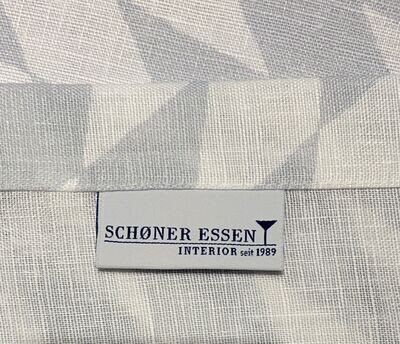 SCHØNER ESSEN
INTERIOR seit 1989